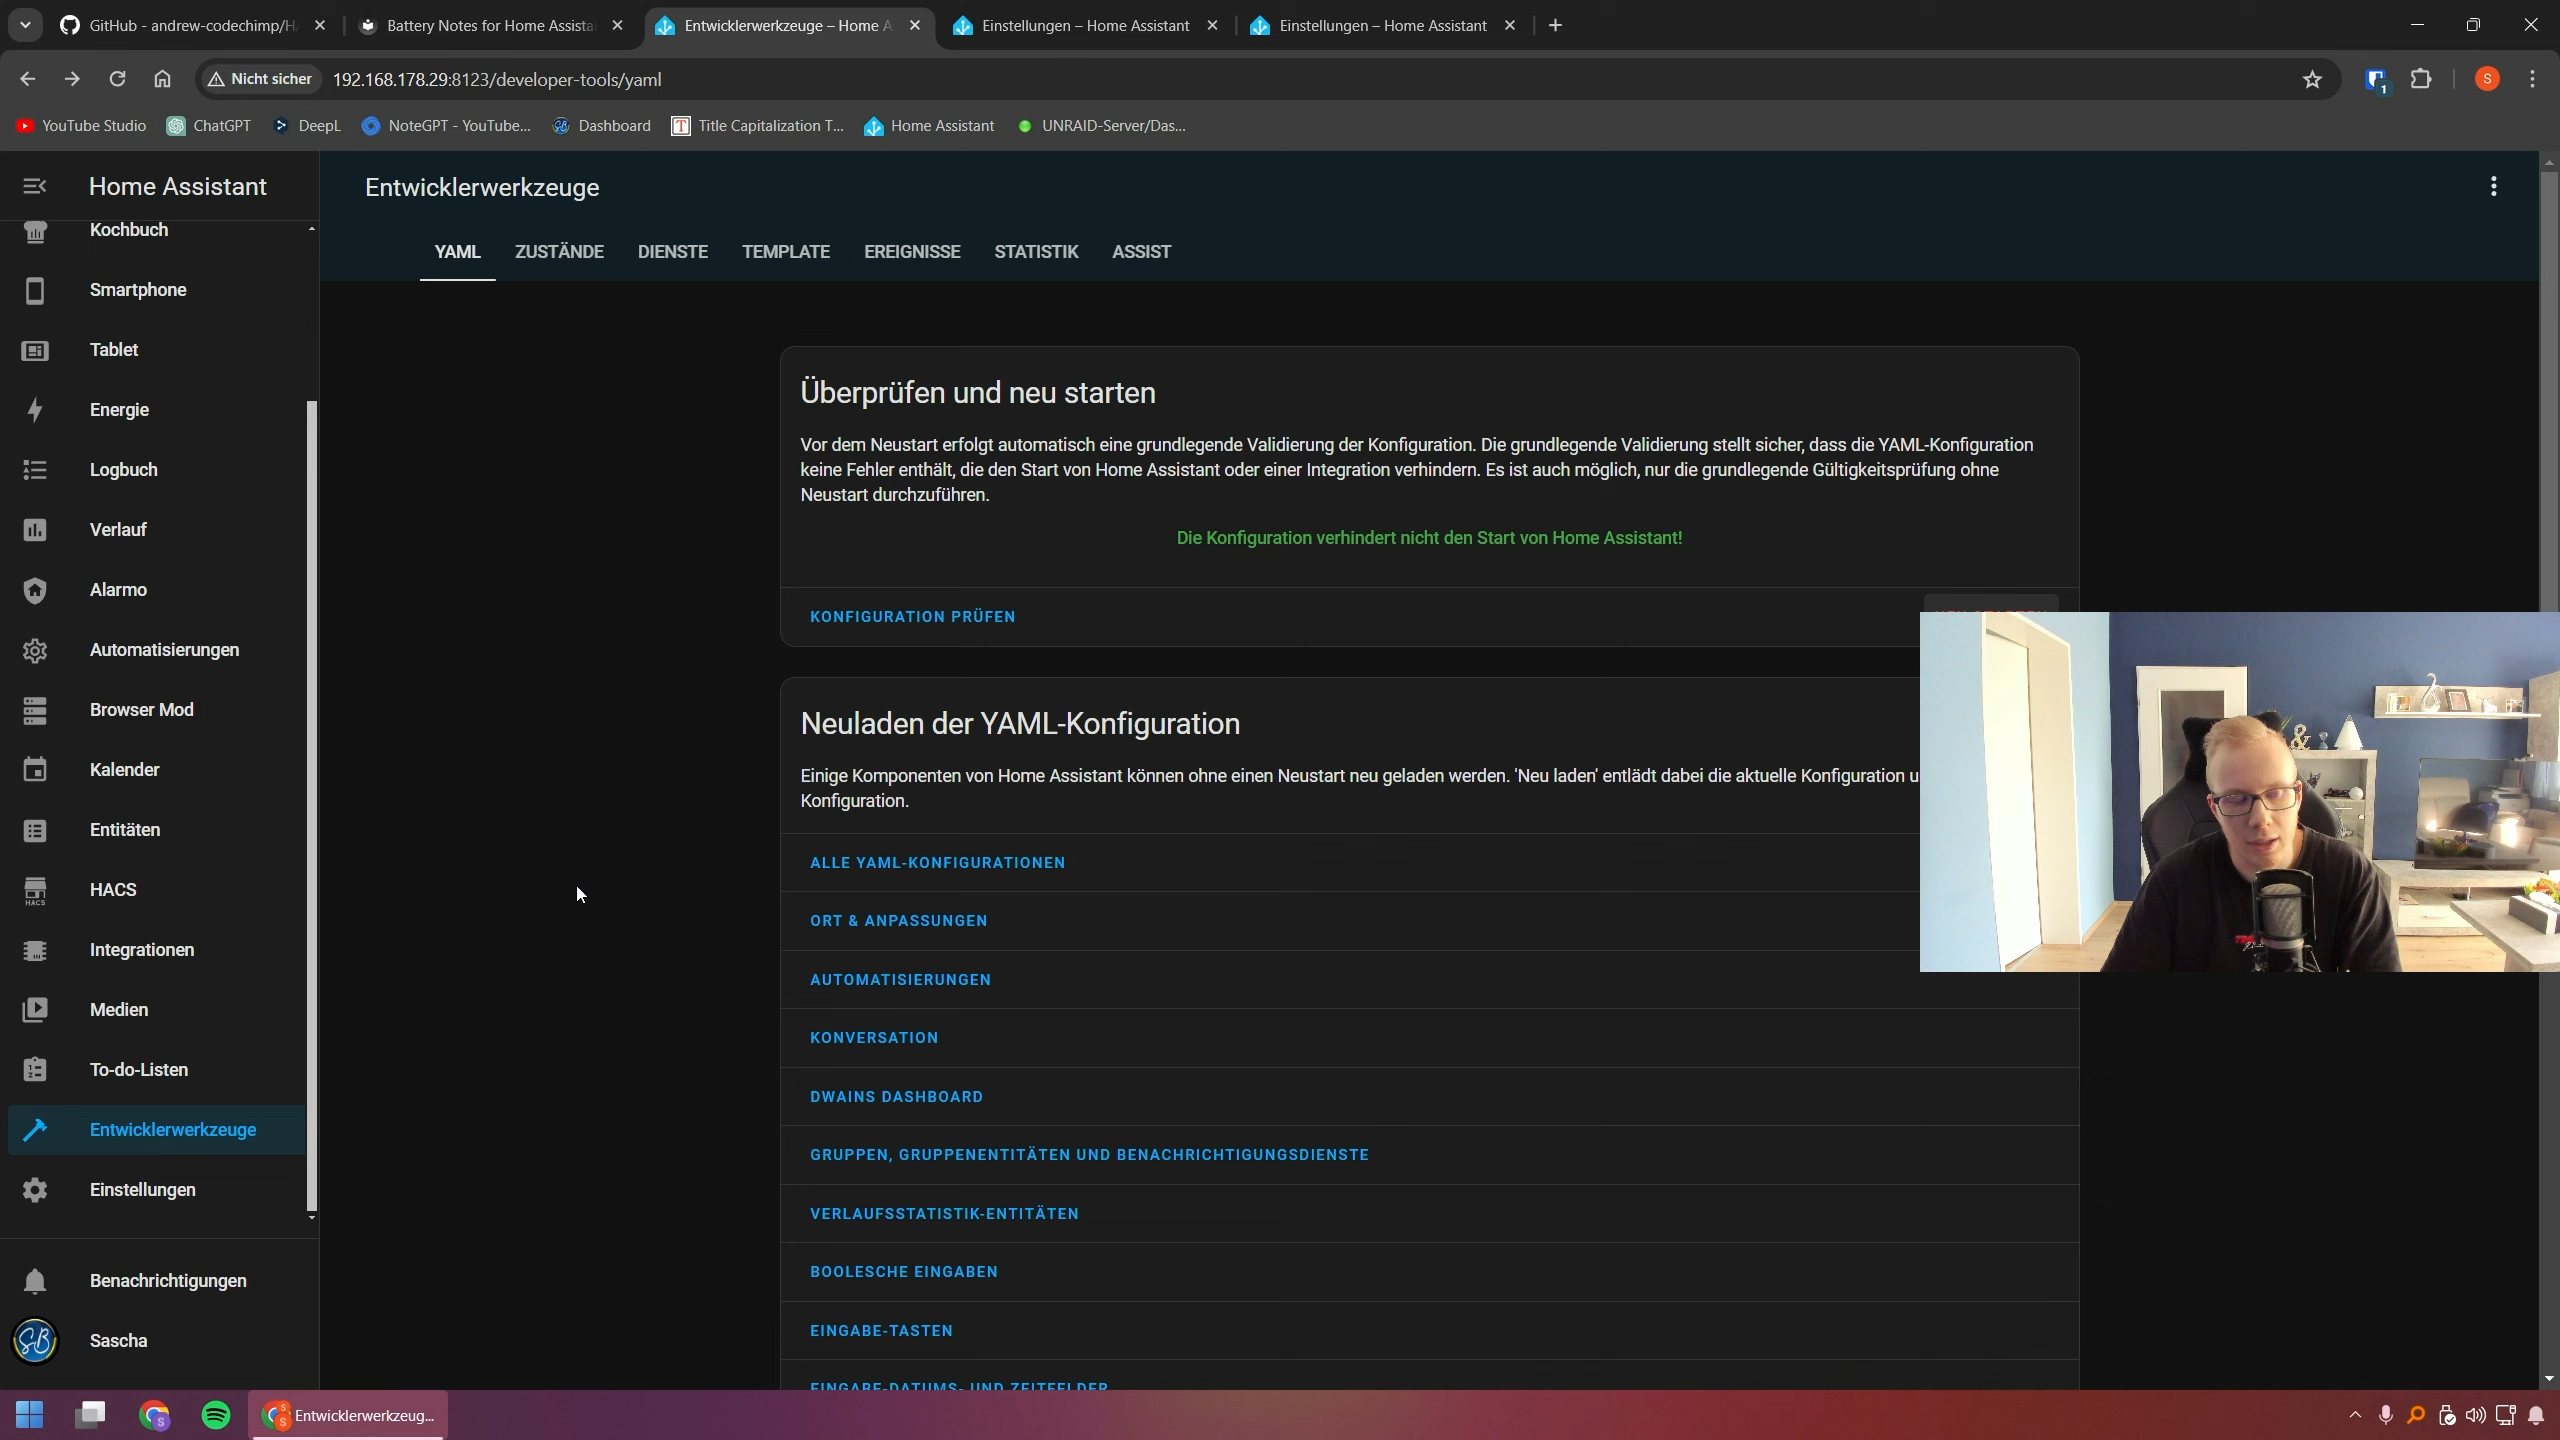 GitHub - andrew-codechimp/H
Battery Notes for Home Assista
Entwicklerwerkzeuge – Home A
Einstellungen – Home Assistant
Einstellungen – Home Assistant
Nicht sicher
192.168.178.29:8123/developer-tools/yaml
S
1
YouTube Studio
ChatGPT
DeepL
NoteGPT - YouTube...
Dashboard
Title Capitalization T...
Home Assistant
UNRAID-Server/Das...
Home Assistant
Kochbuch
Smartphone
Tablet
Energie
Logbuch
Verlauf
Alarmo
Automatisierungen
Browser Mod
Kalender
Entitäten
HACS
HACS
Integrationen
Medien
To-do-Listen
Entwicklerwerkzeuge
Einstellungen
Benachrichtigungen
SB
Sascha
Entwicklerwerkzeuge
YAML
ZUSTÄNDE
DIENSTE
TEMPLATE
EREIGNISSE
STATISTIK
ASSIST
Überprüfen und neu starten
Vor dem Neustart erfolgt automatisch eine grundlegende Validierung der Konfiguration. Die grundlegende Validierung stellt sicher, dass die YAML-Konfiguration
keine Fehler enthält, die den Start von Home Assistant oder einer Integration verhindern. Es ist auch möglich, nur die grundlegende Gültigkeitsprüfung ohne
Neustart durchzuführen.
Die Konfiguration verhindert nicht den Start von Home Assistant!
KONFIGURATION PRÜFEN
Neuladen der YAML-Konfiguration
Einige Komponenten von Home Assistant können ohne einen Neustart neu geladen werden. 'Neu laden' entlädt dabei die aktuelle Konfiguration u
Konfiguration.
ALLE YAML-KONFIGURATIONEN
ORT & ANPASSUNGEN
AUTOMATISIERUNGEN
KONVERSATION
DWAINS DASHBOARD
GRUPPEN, GRUPPENENTITÄTEN UND BENACHRICHTIGUNGSDIENSTE
VERLAUFSSTATISTIK-ENTITÄTEN
BOOLESCHE EINGABEN
EINGABE-TASTEN
EINGABE-DATUMS- UND ZEITFELDER
Entwicklerwerkzeug...